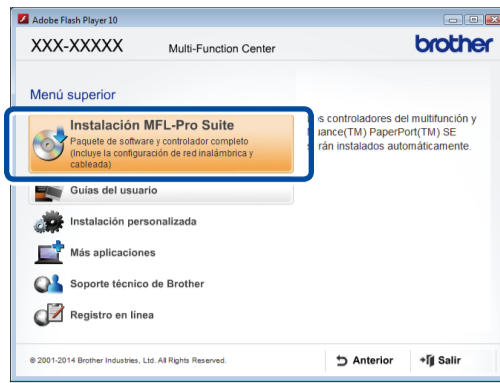 Adobe Flash Player 10
XXX-XXXXX
Multi-Function Center
brother
Menú superior
Instalación MFL-Pro Suite
Paquete de software y controlador completo
(Incluye la configuración de red inalámbrica y
cableada)
s controladores del multifunción y
uance(TM) PaperPort(TM) SE
rán instalados automáticamente.
Guías del usuario
Instalación personalizada
Más aplicaciones
Soporte técnico de Brother
Registro en línea
© 2001-2014 Brother Industries, Ltd. All Rights Reserved.
Anterior
Salir